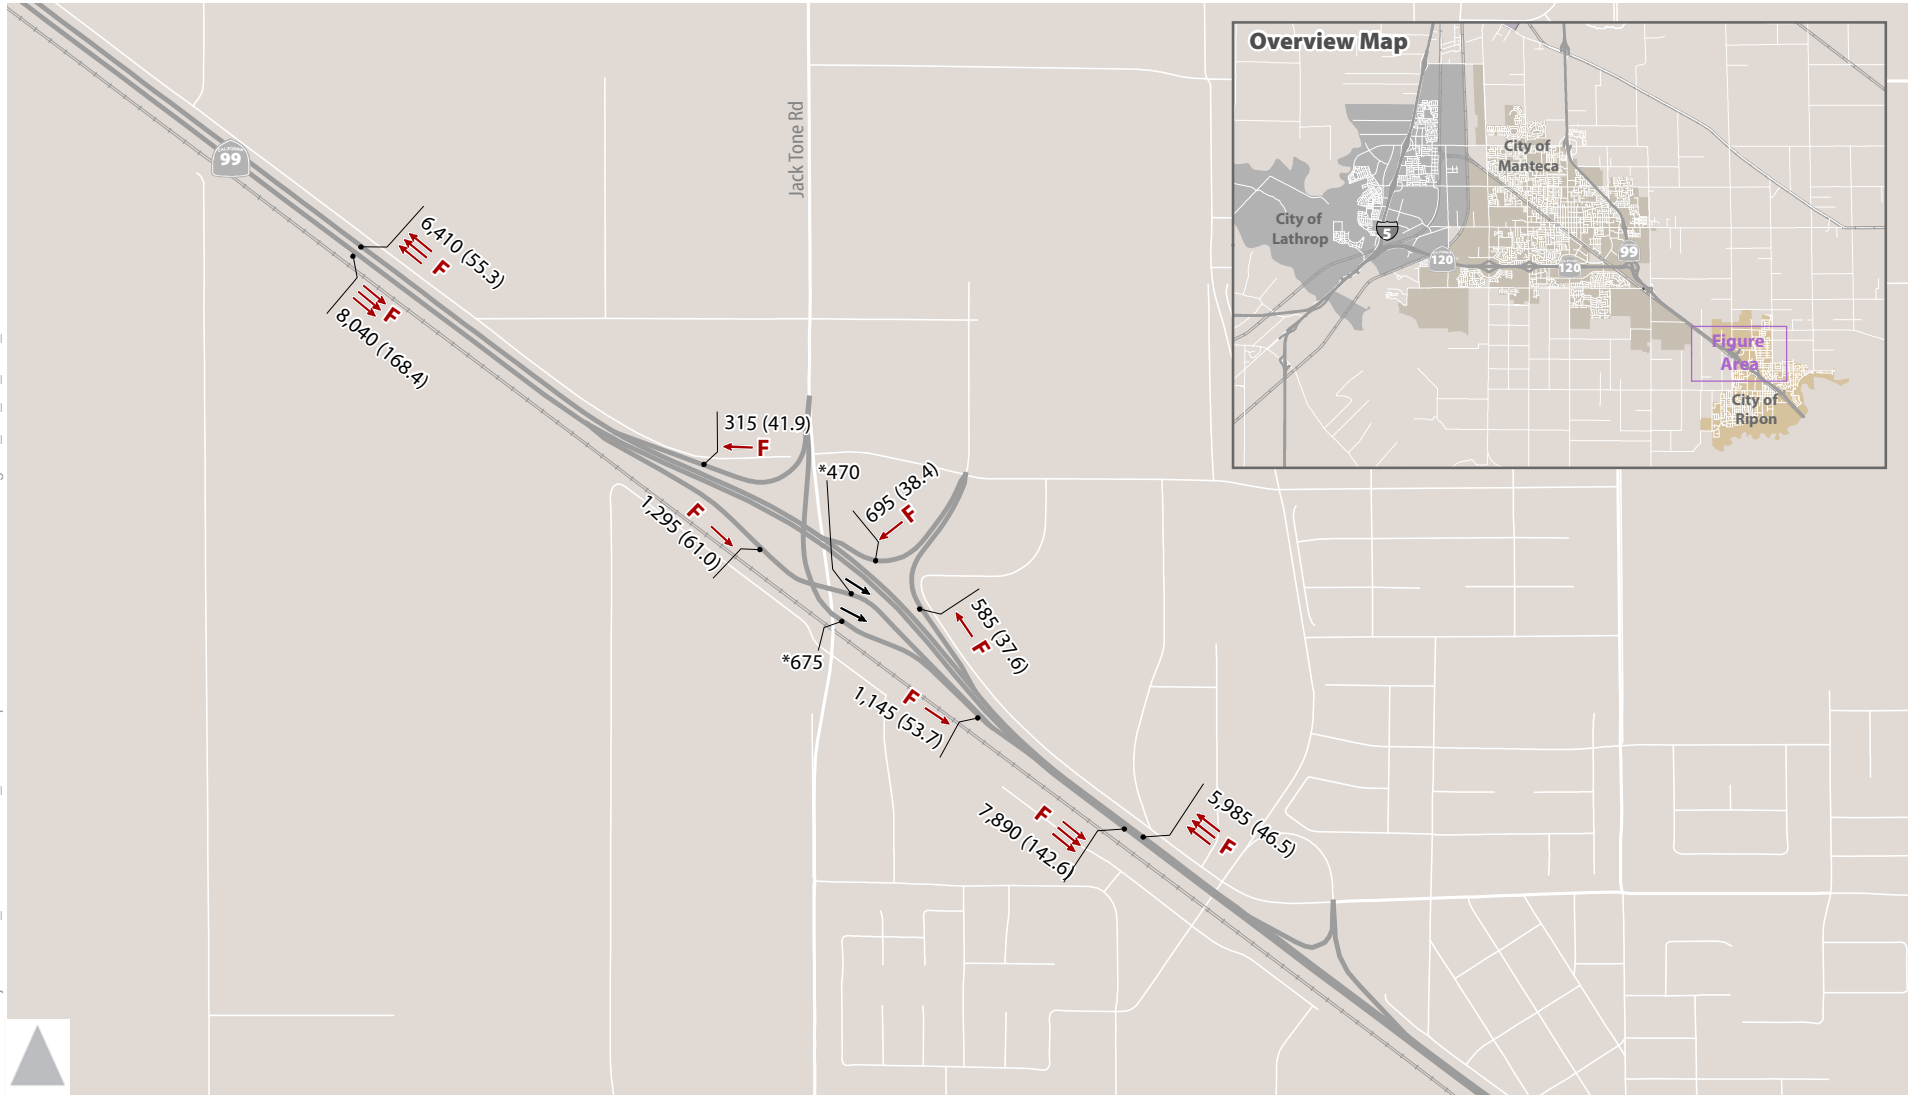 Overview Map
City of
Manteca
City of
Lathrop
5
120
120
99
Figure
Area
City of
Ripon
Jack Tone Rd
CALIFORNIA
99
6,410 (55.3)
F
F
8,040 (168.4)
315 (41.9)
F
*470
695 (38.4)
F
F
1,295 (61.0)
585 (37.6)
F
*675
F
1,145 (53.7)
F
7,890 (142.6)
5,985 (46.5)
F